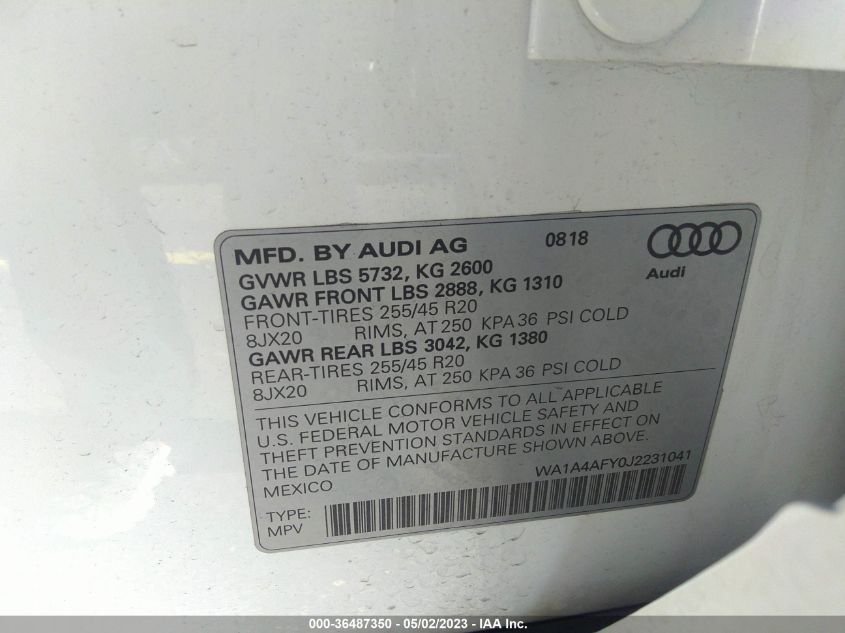 MFD. BY AUDI AG 0818
GVWR LBS 5732, KG 2600
GAWR FRONT LBS 2888, KG 1310
FRONT-TIRES 255/45 R20
8JX20 RIMS, AT 250 KPA 36 PSI COLD
GAWR REAR LBS 3042, KG 1380
REAR-TIRES 255/45 R20
8JX20 RIMS, AT 250 KPA 36 PSI COLD
Audi
THIS VEHICLE CONFORMS TO ALL APPLICABLE
U.S. FEDERAL MOTOR VEHICLE SAFETY AND
THEFT PREVENTION STANDARDS IN EFFECT ON
THE DATE OF MANUFACTURE SHOWN ABOVE.
MEXICO WA1A4AFY0J2231041
TYPE:
MPV
000-36487350 - 05/02/2023 - IAA Inc.